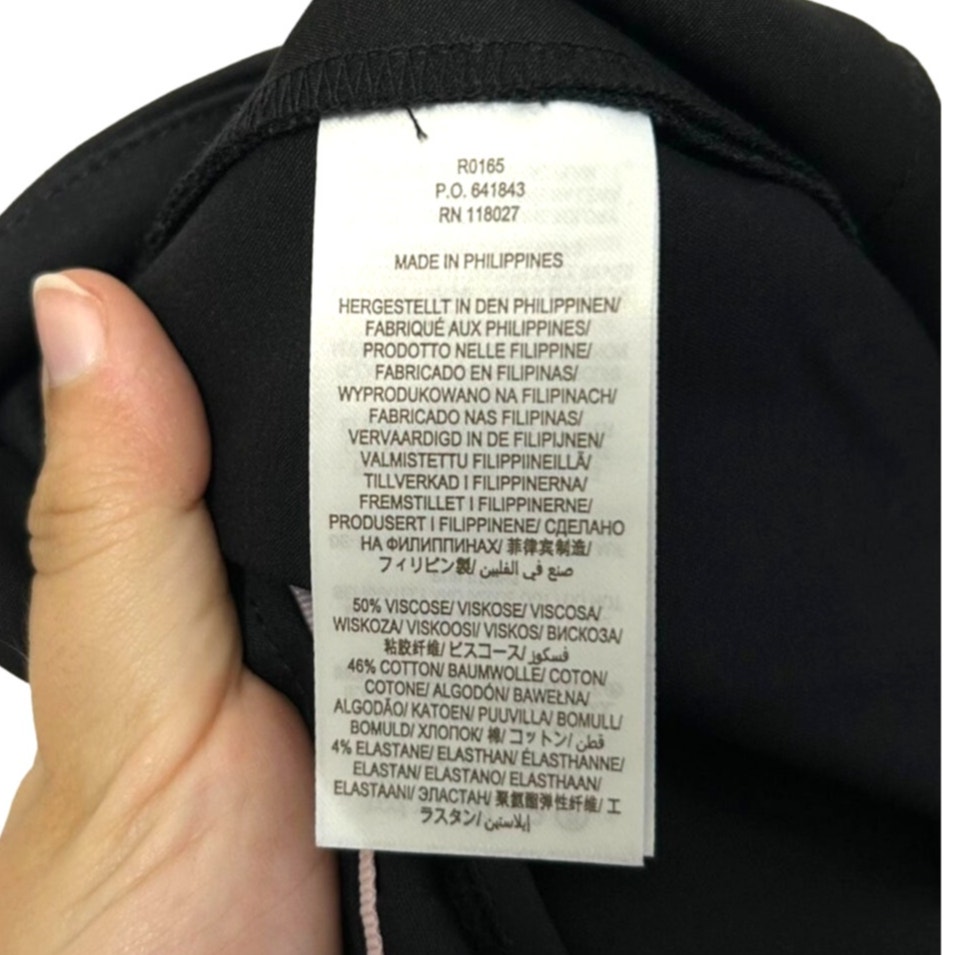 R0165
P.O. 641843
RN 118027
MADE IN PHILIPPINES
HERGESTELLT IN DEN PHILIPPINEN/
FABRIQUÉ AUX PHILIPPINES/
PRODOTTO NELLE FILIPPINE/
FABRICADO EN FILIPINAS/
WYPRODUKOWANO NA FILIPINACH/
FABRICADO NAS FILIPINAS/
VERVAARDIGD IN DE FILIPIJNEN/
VALMISTETTU FILIPPIINEILLÄ/
TILLVERKAD I FILIPPINERNA/
FREMSTILLET I FILIPPINERNE/
PRODUSERT I FILIPPINENE/ СДЕЛАНО
НА ФИЛИППИНАХ/ 菲律宾制造/
フィリピン製/ صنع في الفلبين
50% VISCOSE/ VISKOSE/ VISCOSA/
WISKOZA/ VISKOOSI/ VISKOS/ ВИСКОЗА/
粘胶纤维/ ビスコース/ فسكوز
46% COTTON/ BAUMWOLLE/ COTON/
COTONE/ ALGODÓN/ BAWEŁNA/
ALGODÃO/ KATOEN/ PUUVILLA/ BOMULL/
BOMULD/ ХЛОПОК/ 棉/ コットン/ قطن
4% ELASTANE/ ELASTHAN/ ÉLASTHANNE/
ELASTAN/ ELASTANO/ ELASTHAAN/
ELASTAANI/ ЭЛАСТАН/ 聚氨酯弹性纤维/ エ
ラスタン/ إيلاستين